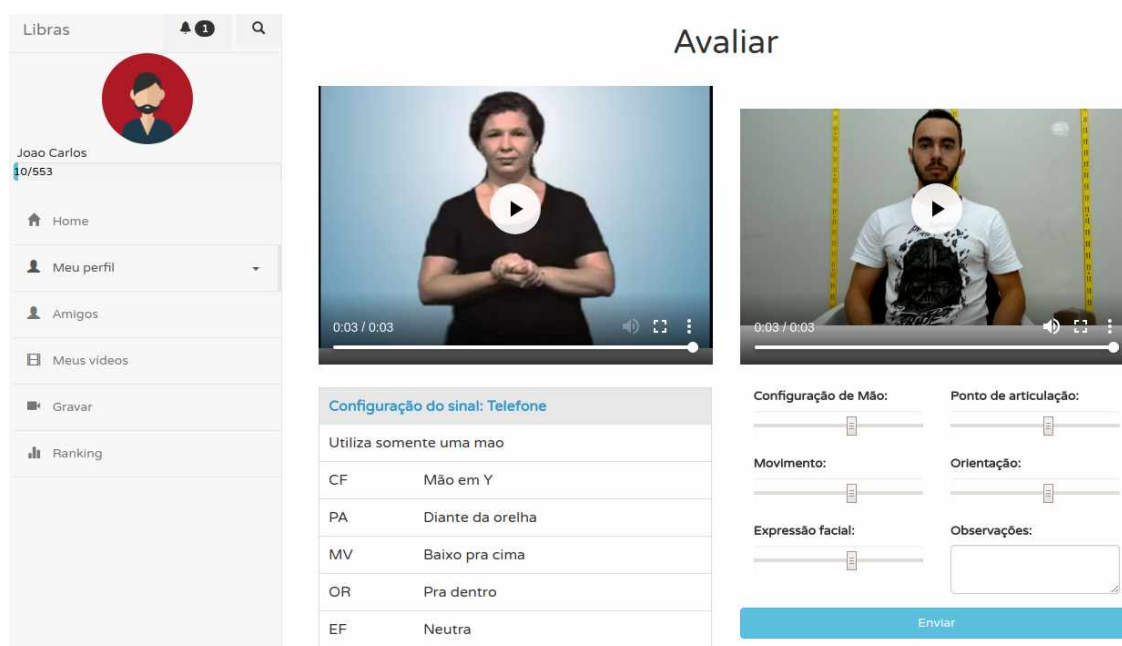 Libras 1
Joao Carlos
10/553
Home
Meu perfil
Amigos
Meus vídeos
Gravar
Ranking
Avaliar
0:03 / 0:03
0:03 / 0:03
Configuração do sinal: Telefone
Utiliza somente uma mao
CF Mão em Y
PA Diante da orelha
MV Baixo pra cima
OR Pra dentro
EF Neutra
Configuração de Mão: Ponto de articulação:
Movimento: Orientação:
Expressão facial: Observações:
Enviar